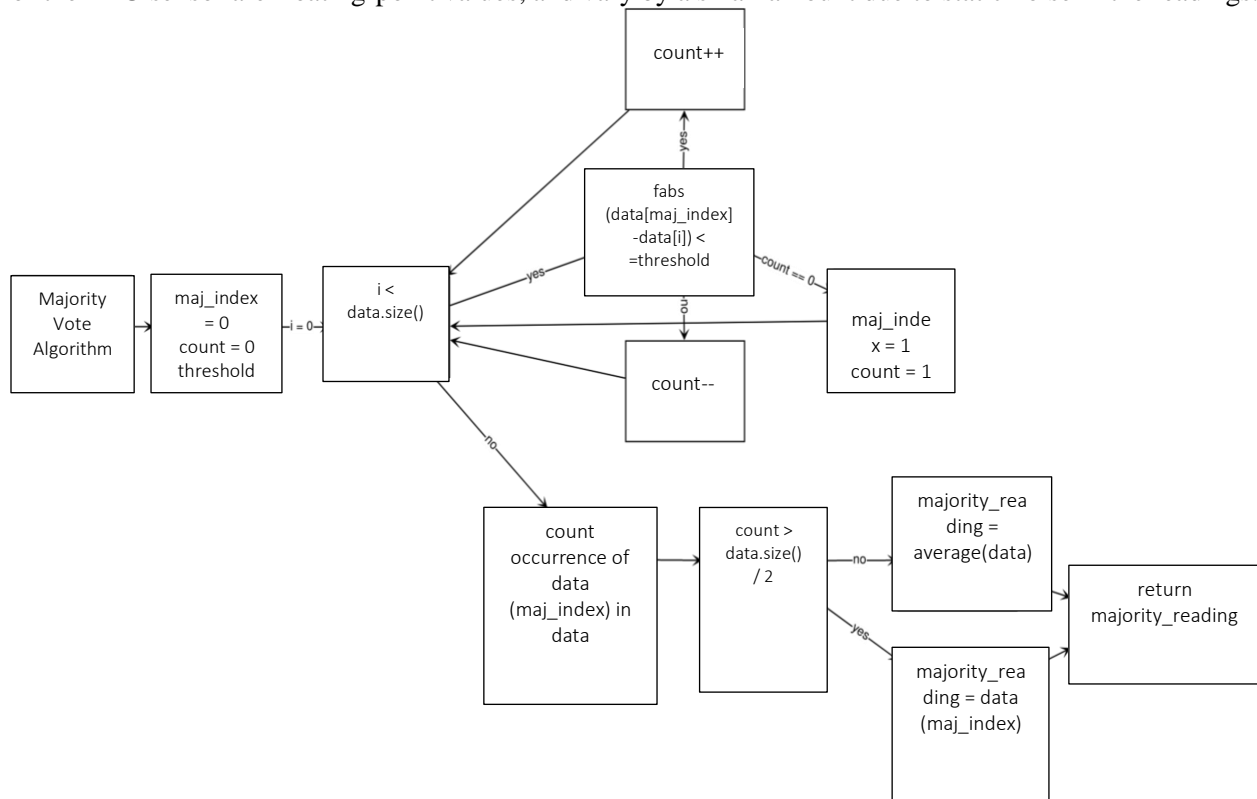 count++
yes
fabs
(data[maj_index]
-data[i]) <
=threshold
yes
count == 0
no
Majority
Vote
Algorithm
maj_index
= 0
count = 0
threshold
i = 0
i <
data.size()
maj_inde
x = 1
count = 1
count--
no
count
occurrence of
data
(maj_index) in
data
count >
data.size()
/ 2
no
yes
majority_rea
ding =
average(data)
majority_rea
ding = data
(maj_index)
return
majority_reading